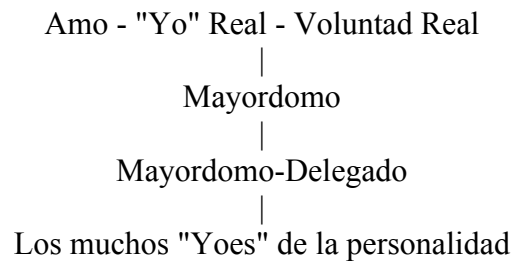 Amo - "Yo" Real - Voluntad Real
Mayordomo
Mayordomo-Delegado
Los muchos "Yoes" de la personalidad